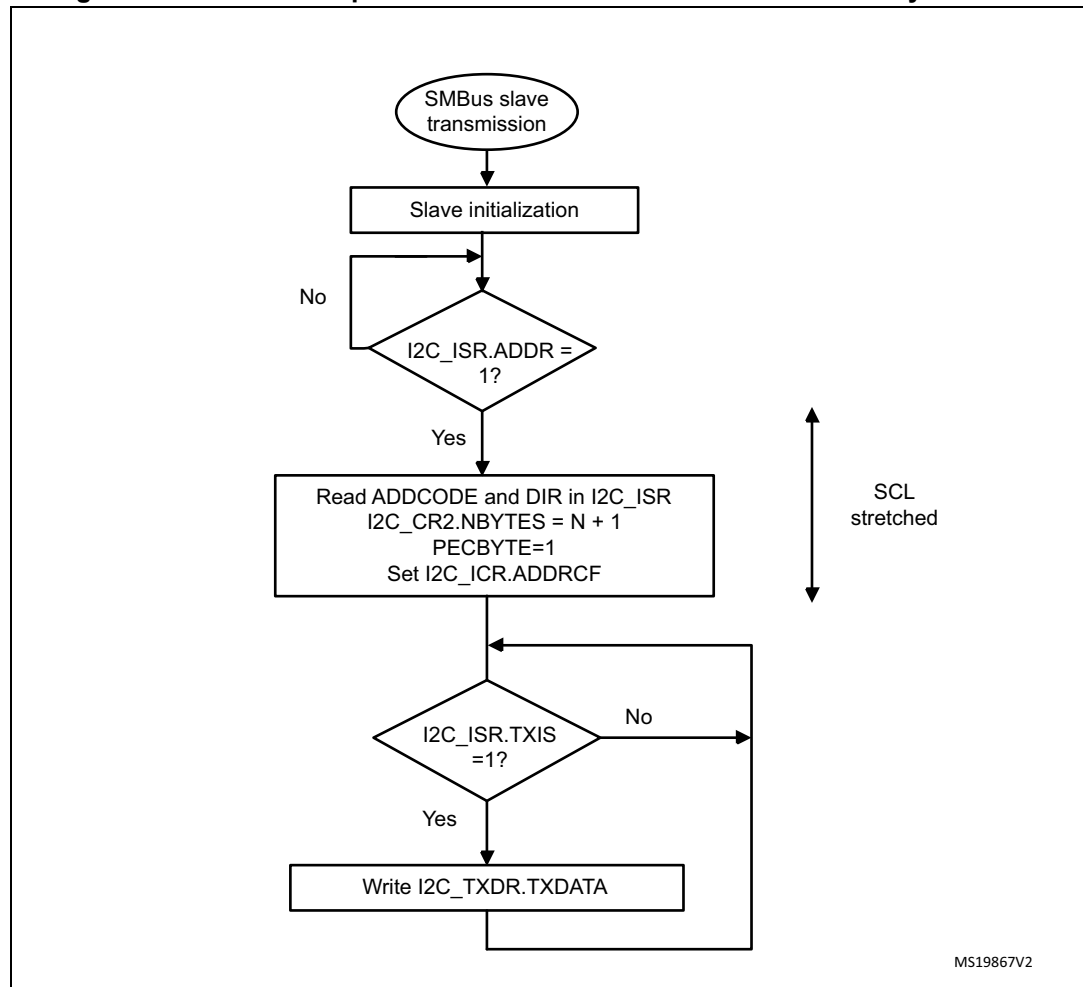 SMBus slave
transmission
Slave initialization
No
I2C_ISR.ADDR =
1?
Yes
Read ADDCODE and DIR in I2C_ISR
I2C_CR2.NBYTES = N + 1
PECBYTE=1
Set I2C_ICR.ADDRCF
SCL
stretched
I2C_ISR.TXIS
=1?
No
Yes
Write I2C_TXDR.TXDATA
MS19867V2